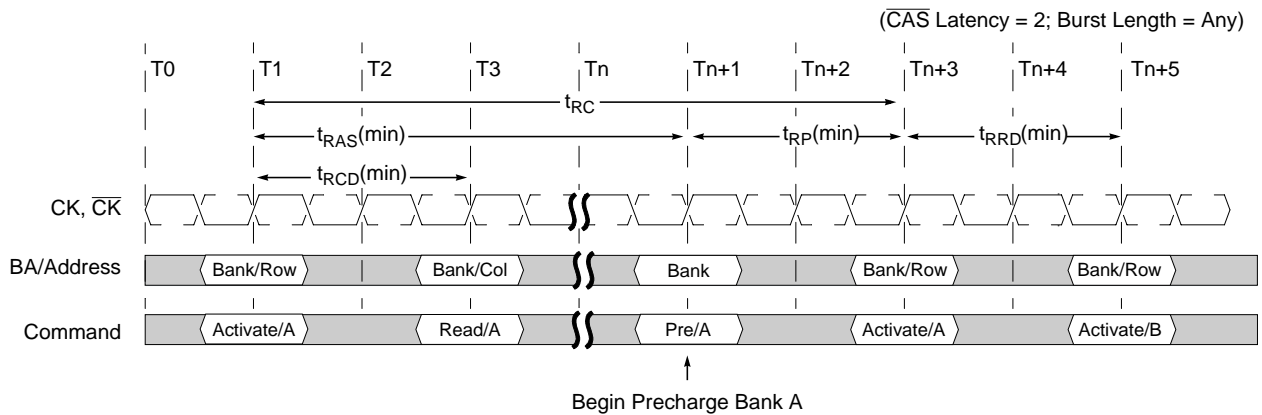 (CAS Latency = 2; Burst Length = Any)
T0 T1 T2 T3 Tn Tn+1 Tn+2 Tn+3 Tn+4 Tn+5
tRC
tRAS(min) tRP(min) tRRD(min)
tRCD(min)
CK, CK
BA/Address Bank/Row Bank/Col Bank Bank/Row Bank/Row
Command Activate/A Read/A Pre/A Activate/A Activate/B
Begin Precharge Bank A